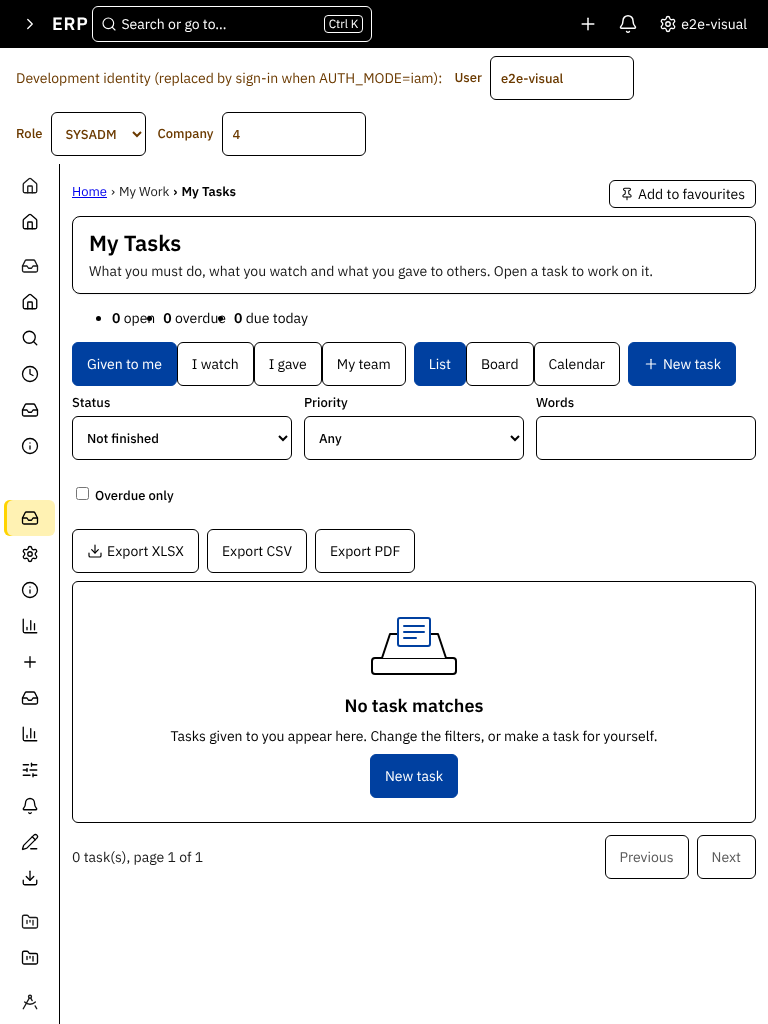 ERP Search or go to... Ctrl K e2e-visual
Development identity (replaced by sign-in when AUTH_MODE=iam): User e2e-visual
Role SYSADM Company 4
Home › My Work › My Tasks Add to favourites
My Tasks
What you must do, what you watch and what you gave to others. Open a task to work on it.
0 open 0 overdue 0 due today
Given to me I watch I gave My team List Board Calendar New task
Status Priority Words
Not finished Any
Overdue only
Export XLSX Export CSV Export PDF
No task matches
Tasks given to you appear here. Change the filters, or make a task for yourself.
New task
0 task(s), page 1 of 1 Previous Next